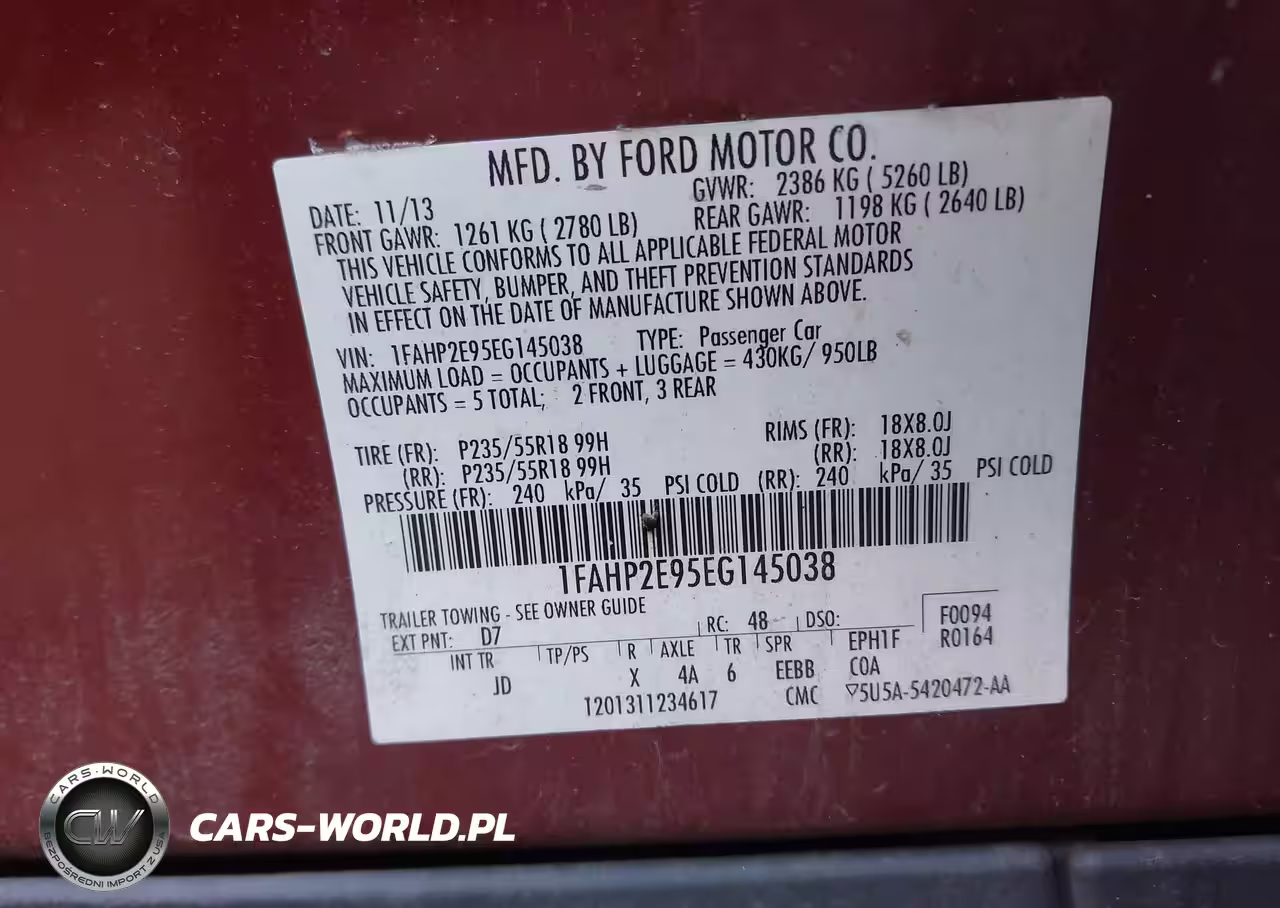 MFD. BY FORD MOTOR CO.
DATE: 11/13 GVWR: 2386 KG ( 5260 LB)
FRONT GAWR: 1261 KG ( 2780 LB) REAR GAWR: 1198 KG ( 2640 LB)
THIS VEHICLE CONFORMS TO ALL APPLICABLE FEDERAL MOTOR
VEHICLE SAFETY, BUMPER, AND THEFT PREVENTION STANDARDS
IN EFFECT ON THE DATE OF MANUFACTURE SHOWN ABOVE.
VIN: 1FAHP2E95EG145038 TYPE: Passenger Car
MAXIMUM LOAD = OCCUPANTS + LUGGAGE = 430KG/ 950LB
OCCUPANTS = 5 TOTAL; 2 FRONT, 3 REAR
TIRE (FR): P235/55R18 99H RIMS (FR): 18X8.0J
(RR): P235/55R18 99H (RR): 18X8.0J
PRESSURE (FR): 240 kPa/ 35 PSI COLD (RR): 240 kPa/ 35 PSI COLD
1FAHP2E95EG145038
TRAILER TOWING - SEE OWNER GUIDE
EXT PNT: D7 RC: 48 DSO: F0094
INT TR TP/PS R AXLE TR SPR EPH1F R0164
JD X 4A 6 EEBB COA
1201311234617 CMC ▽5U5A-5420472-AA
CARS-WORLD
CW
BEZPOŚREDNI IMPORT Z USA
CARS-WORLD.PL